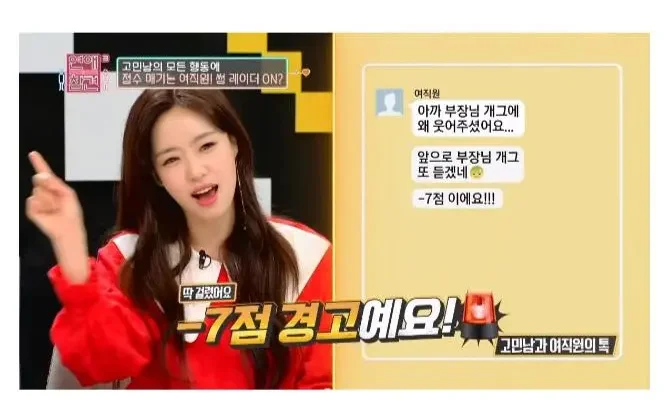 연애의 참견
고민남의 모든 행동에
점수 매기는 여직원! 썸 레이더 ON?
여직원
아까 부장님 개그에
왜 웃어주셨어요...
앞으로 부장님 개그
또 듣겠네
-7점 이에요!!!
딱 걸렸어요
-7점 경고예요!
고민남과 여직원의 톡